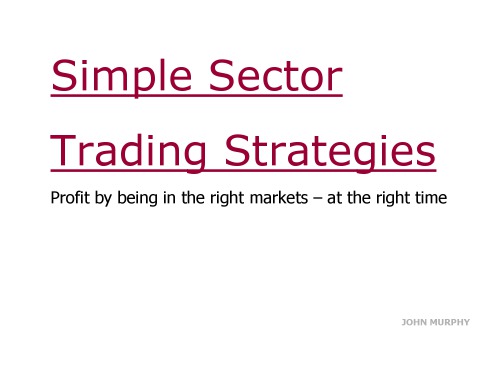 Simple Sector
Trading Strategies
Profit by being in the right markets – at the right time
JOHN MURPHY